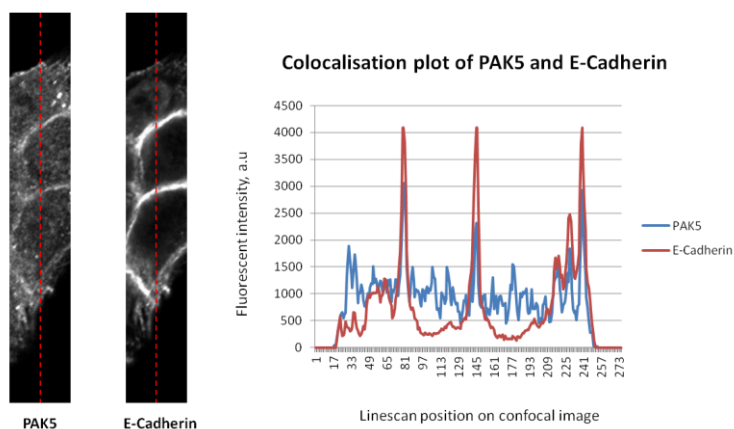 Colocalisation plot of PAK5 and E-Cadherin
4500
4000
3500
3000
2500
2000
1500
1000
500
0
Fluorescent intensity, a.u
1 17 33 49 65 81 97 113 129 145 161 177 193 209 225 241 257 273
Linescan position on confocal image
PAK5
E-Cadherin
PAK5 E-Cadherin